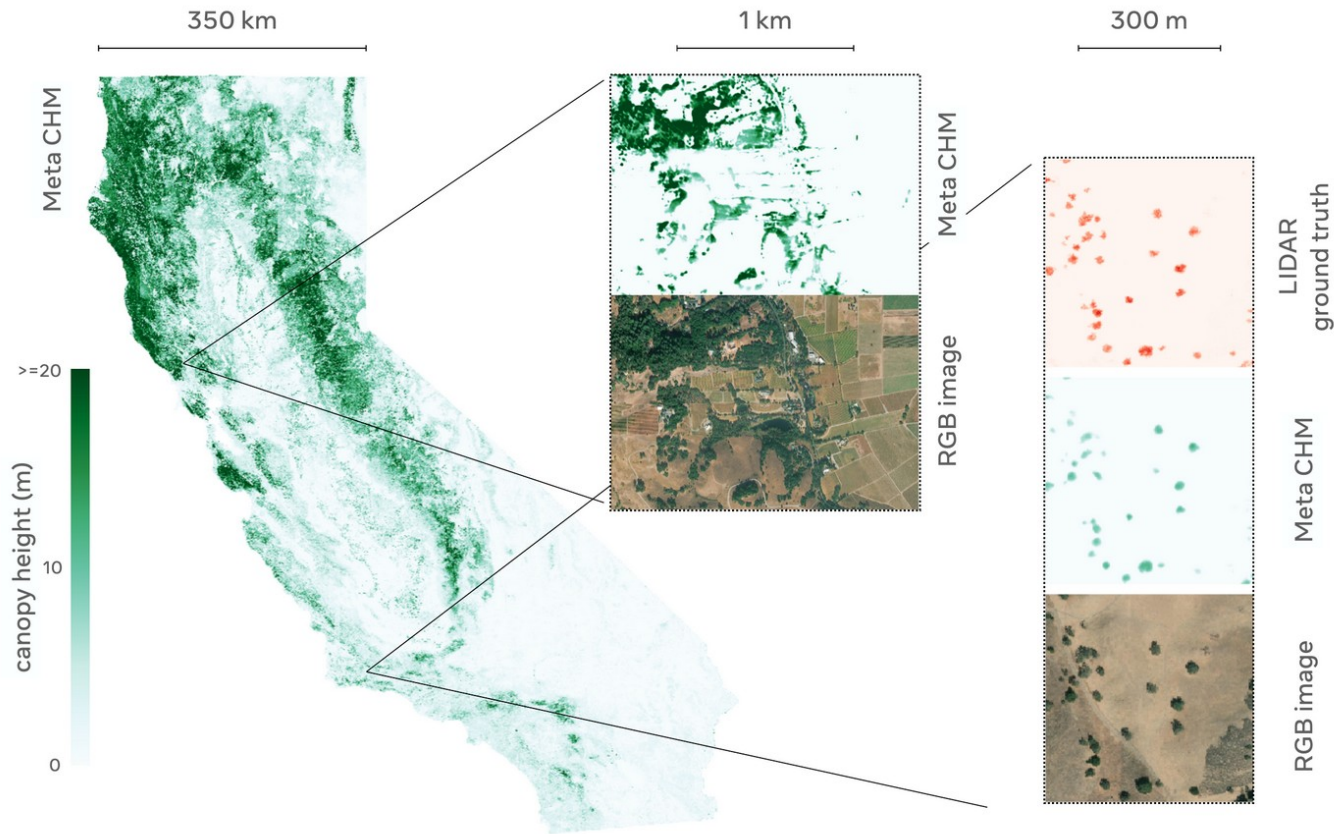 350 km
1 km
300 m
Meta CHM
Meta CHM
RGB image
LIDAR
ground truth
Meta CHM
RGB image
canopy height (m)
>=20
10
0